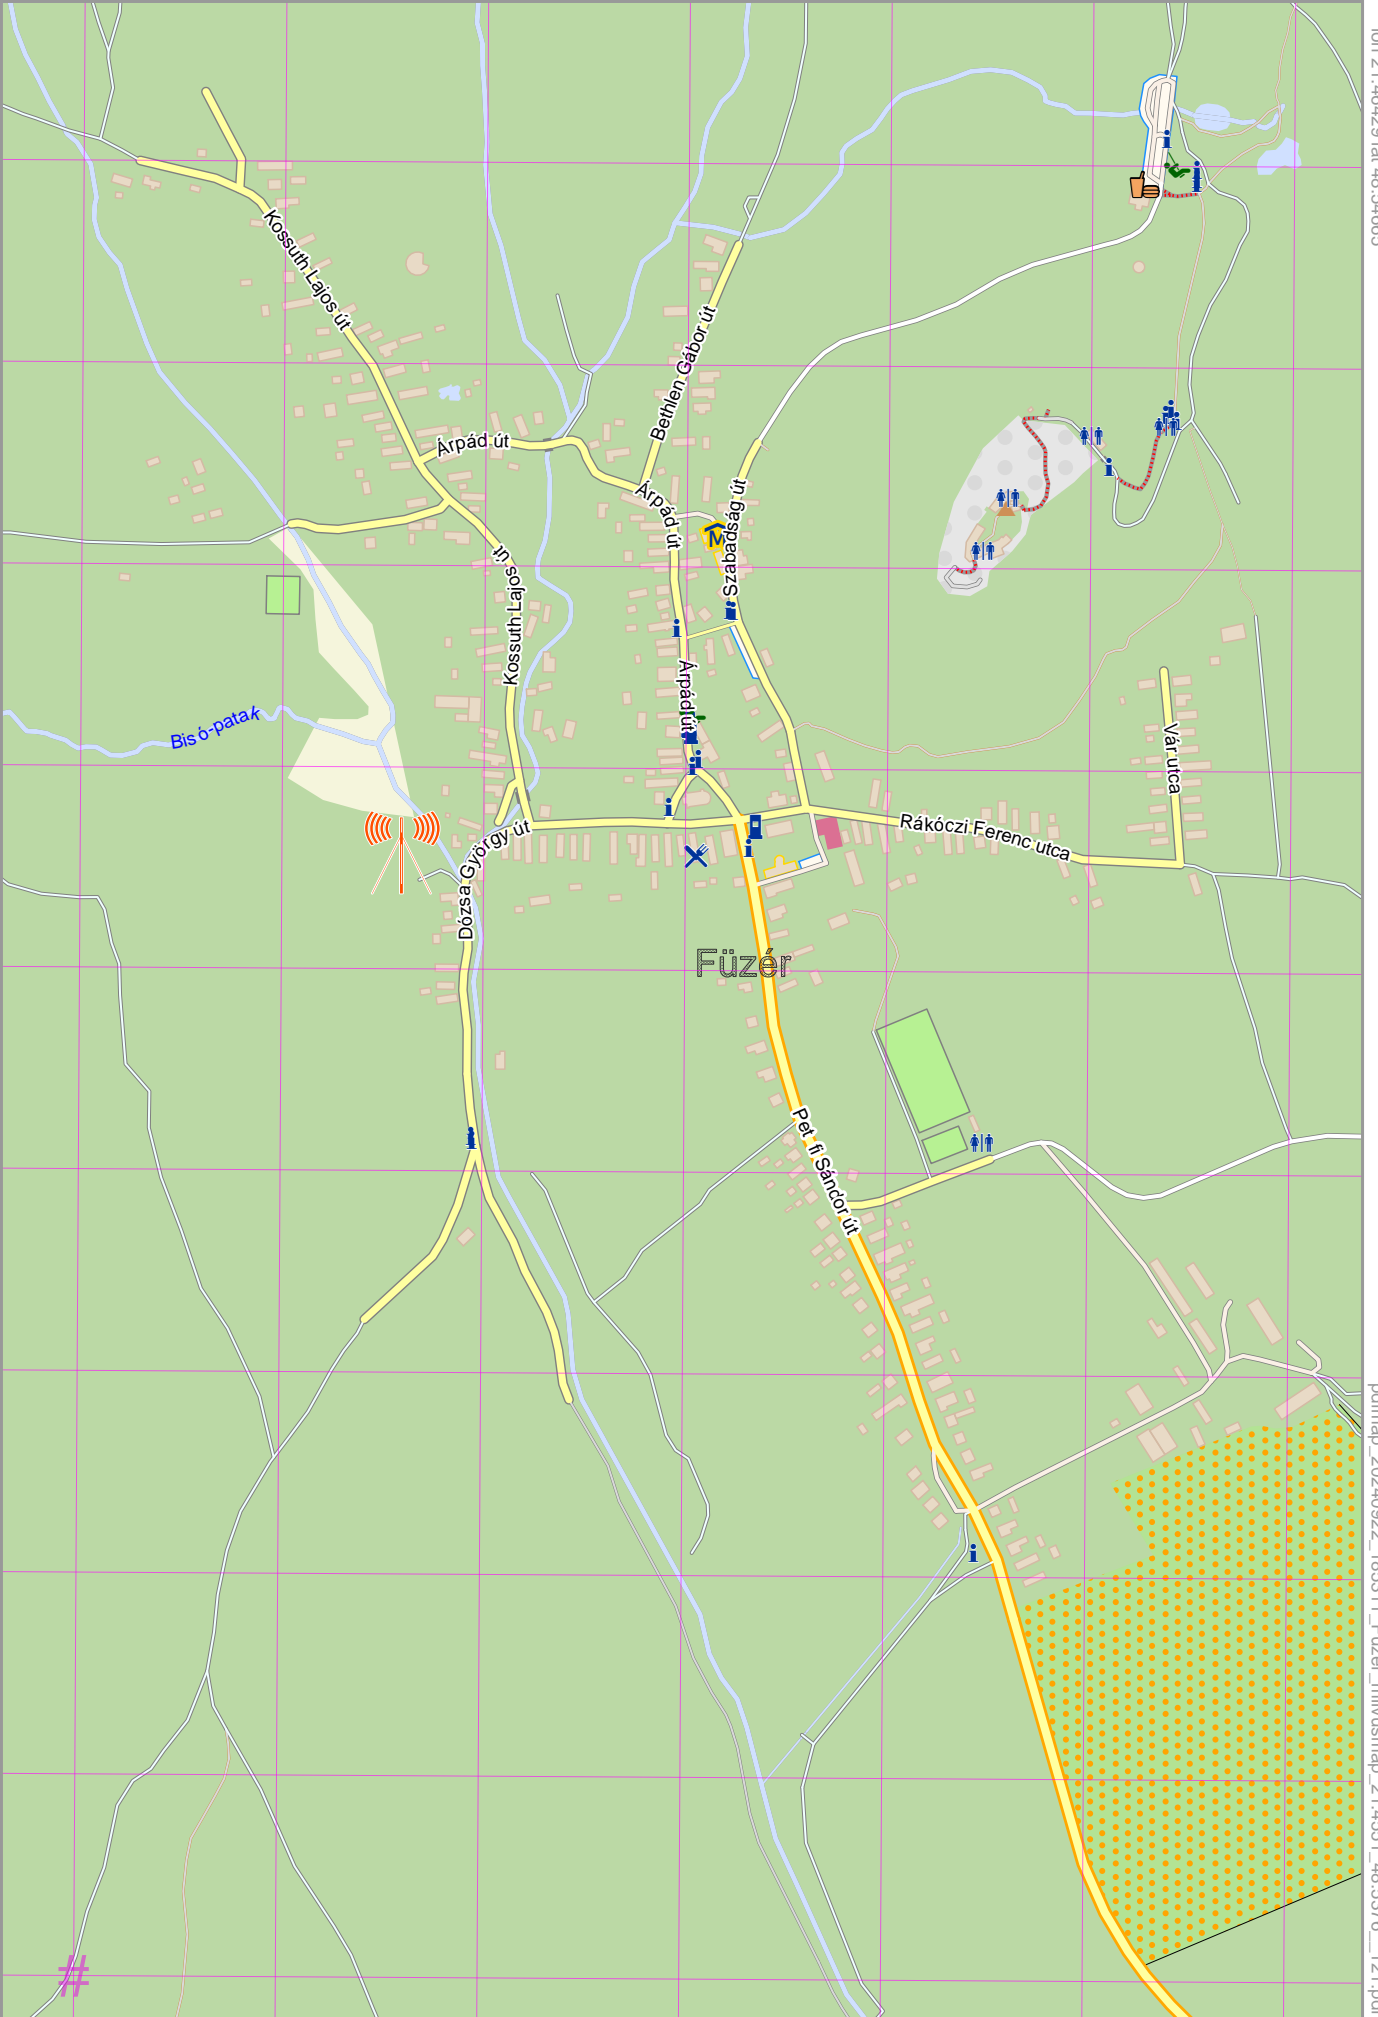 Kossuth Lajos út
Bethlen Gábor út
Árpád út
Árpád út
Szabadság út
M
Kossuth Lajos út
Árpád út
Bisó-patak
Vár utca
Rákóczi Ferenc utca
Dózsa György út
Füzér
Pet fi Sándor út
#